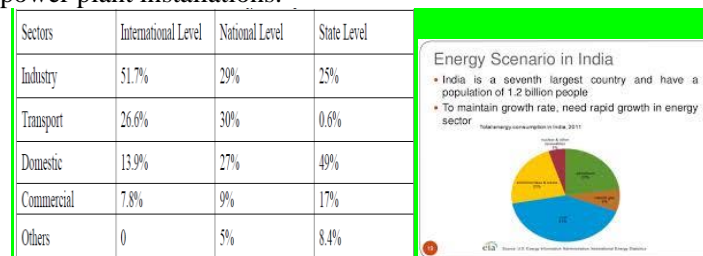 power plant installations.
Sectors International Level National Level State Level
Industry 51.7% 29% 25%
Transport 26.6% 30% 0.6%
Domestic 13.9% 27% 49%
Commercial 7.8% 9% 17%
Others 0 5% 8.4%
Energy Scenario in India
• India is a seventh largest country and have a
population of 1.2 billion people
• To maintain growth rate, need rapid growth in energy
sector
Total energy consumption in India, 2011
eia Source: U.S. Energy Information Administration International Energy Statistics